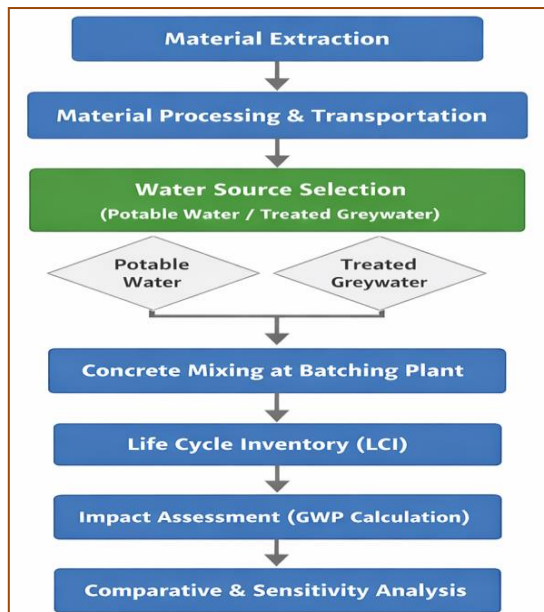 Material Extraction
Material Processing & Transportation
Water Source Selection
(Potable Water / Treated Greywater)
Potable
Water
Treated
Greywater
Concrete Mixing at Batching Plant
Life Cycle Inventory (LCI)
Impact Assessment (GWP Calculation)
Comparative & Sensitivity Analysis